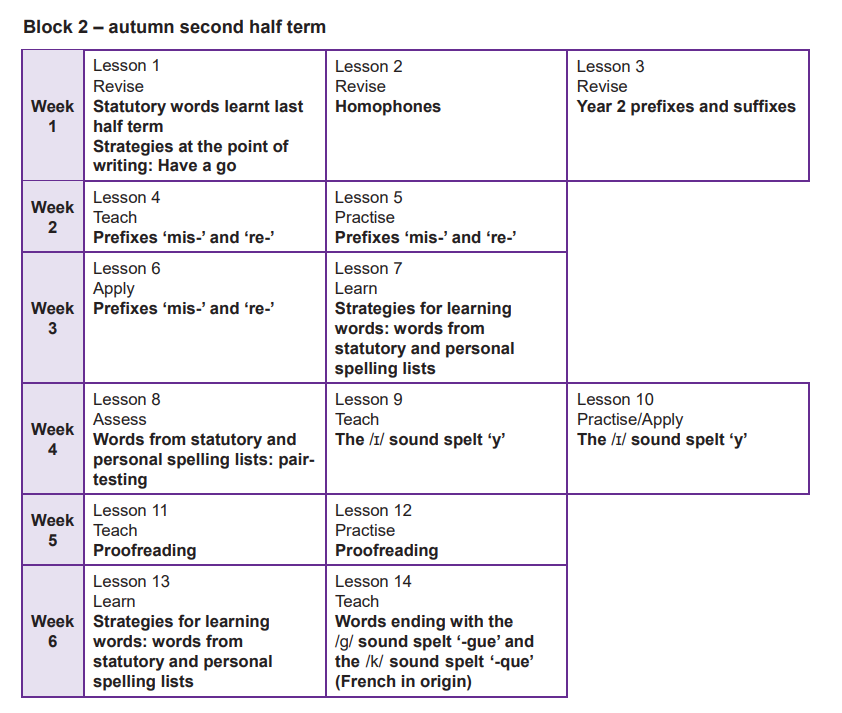 Block 2 – autumn second half term
Week
1
Lesson 1
Revise
Statutory words learnt last
half term
Strategies at the point of
writing: Have a go
Lesson 2
Revise
Homophones
Lesson 3
Revise
Year 2 prefixes and suffixes
Week
2
Lesson 4
Teach
Prefixes ‘mis-’ and ‘re-’
Lesson 5
Practise
Prefixes ‘mis-’ and ‘re-’
Week
3
Lesson 6
Apply
Prefixes ‘mis-’ and ‘re-’
Lesson 7
Learn
Strategies for learning
words: words from
statutory and personal
spelling lists
Week
4
Lesson 8
Assess
Words from statutory and
personal spelling lists: pair-
testing
Lesson 9
Teach
The /ɪ/ sound spelt ‘y’
Lesson 10
Practise/Apply
The /ɪ/ sound spelt ‘y’
Week
5
Lesson 11
Teach
Proofreading
Lesson 12
Practise
Proofreading
Week
6
Lesson 13
Learn
Strategies for learning
words: words from
statutory and personal
spelling lists
Lesson 14
Teach
Words ending with the
/g/ sound spelt ‘-gue’ and
the /k/ sound spelt ‘-que’
(French in origin)